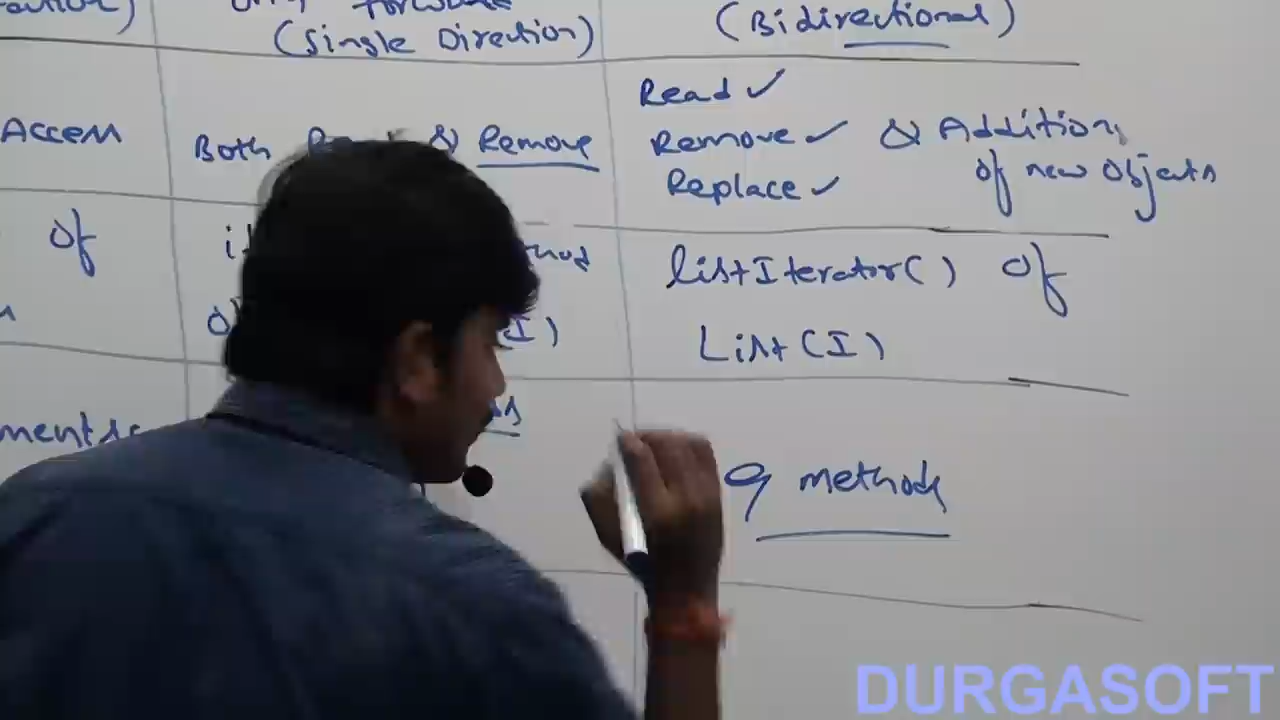 (Single Direction)
(Bidirectional)
Access
Both & Remove
Read ✓
Remove ✓ & Addition
Replace ✓ of new objects
of
listIterator() of
(I)
List(I)
9 methods
DURGASOFT